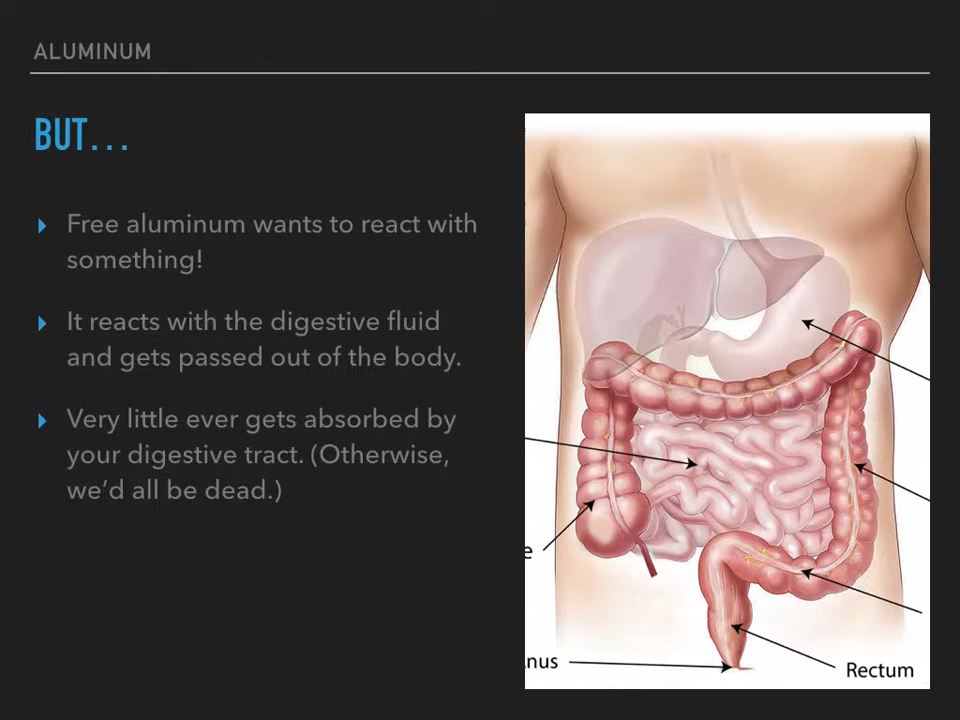 ALUMINUM
BUT...
Free aluminum wants to react with
something!
It reacts with the digestive fluid
and gets passed out of the body.
Very little ever gets absorbed by
your digestive tract. (Otherwise,
we'd all be dead.)
e
nus
Rectum